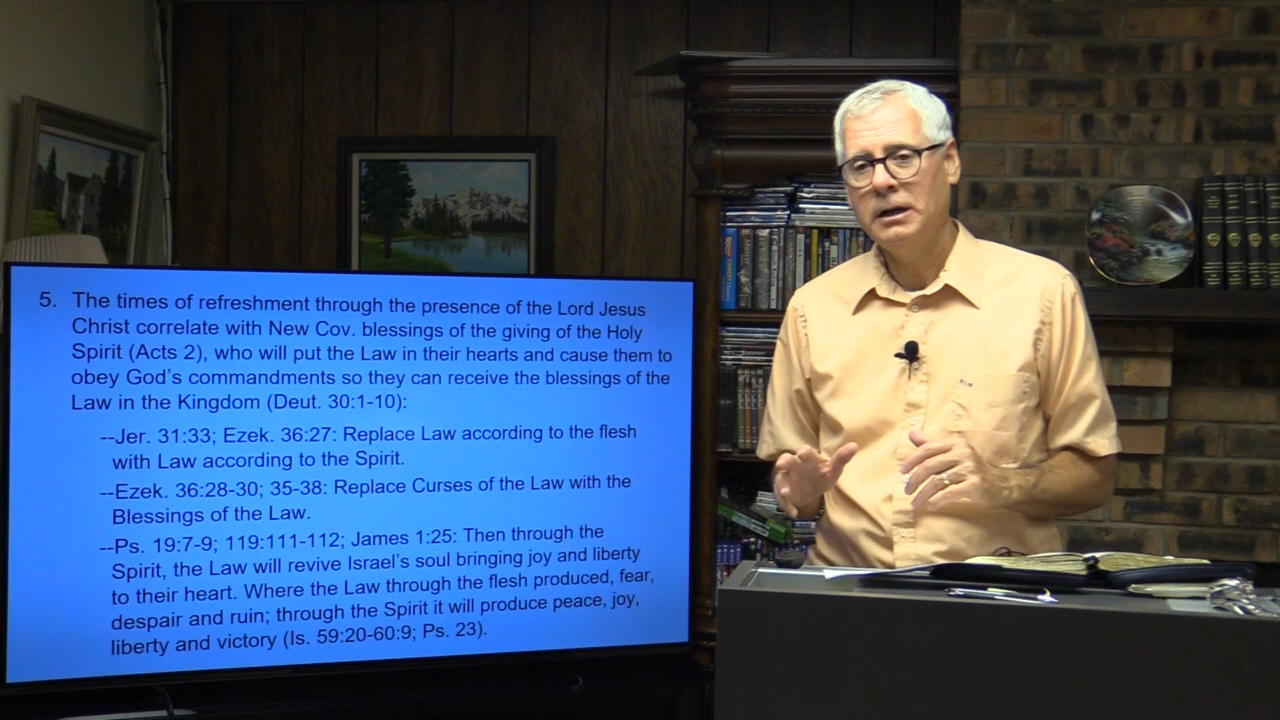 5. The times of refreshment through the presence of the Lord Jesus
Christ correlate with New Cov. blessings of the giving of the Holy
Spirit (Acts 2), who will put the Law in their hearts and cause them to
obey God's commandments so they can receive the blessings of the
Law in the Kingdom (Deut. 30:1-10):
--Jer. 31:33; Ezek. 36:27: Replace Law according to the flesh
with Law according to the Spirit.
--Ezek. 36:28-30; 35-38: Replace Curses of the Law with the
Blessings of the Law.
--Ps. 19:7-9; 119:111-112; James 1:25: Then through the
Spirit, the Law will revive Israel's soul bringing joy and liberty
to their heart. Where the Law through the flesh produced, fear,
despair and ruin; through the Spirit it will produce peace, joy,
liberty and victory (Is. 59:20-60:9; Ps. 23).